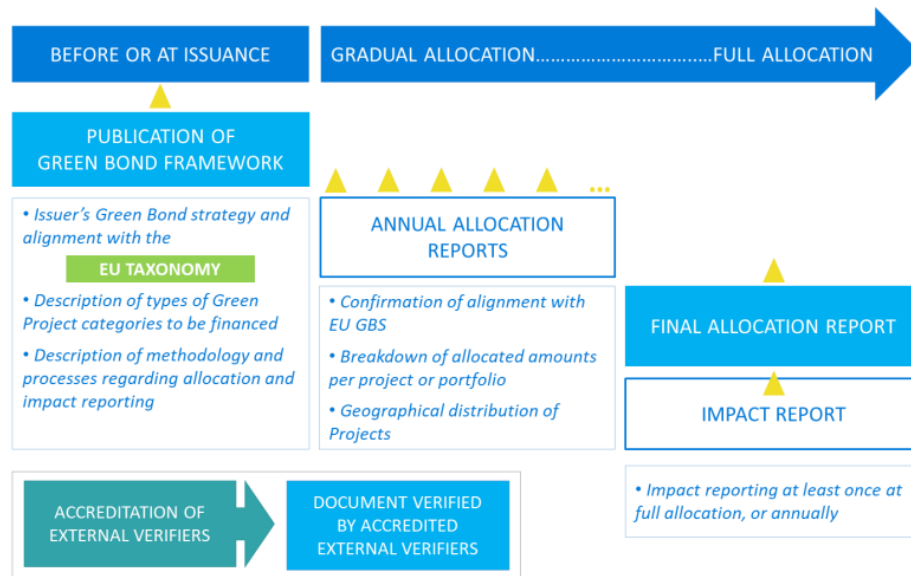 BEFORE OR AT ISSUANCE
GRADUAL ALLOCATION…………………………..…FULL ALLOCATION
PUBLICATION OF
GREEN BOND FRAMEWORK
• Issuer's Green Bond strategy and
alignment with the
EU TAXONOMY
• Description of types of Green
Project categories to be financed
• Description of methodology and
processes regarding allocation and
impact reporting
...
ANNUAL ALLOCATION
REPORTS
• Confirmation of alignment with
EU GBS
• Breakdown of allocated amounts
per project or portfolio
• Geographical distribution of
Projects
FINAL ALLOCATION REPORT
IMPACT REPORT
• Impact reporting at least once at
full allocation, or annually
ACCREDITATION OF
EXTERNAL VERIFIERS
DOCUMENT VERIFIED
BY ACCREDITED
EXTERNAL VERIFIERS